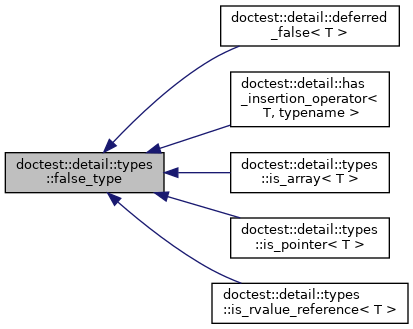 doctest::detail::deferred
_false< T >
doctest::detail::has
_insertion_operator<
T, typename >
doctest::detail::types
::false_type
doctest::detail::types
::is_array< T >
doctest::detail::types
::is_pointer< T >
doctest::detail::types
::is_rvalue_reference< T >